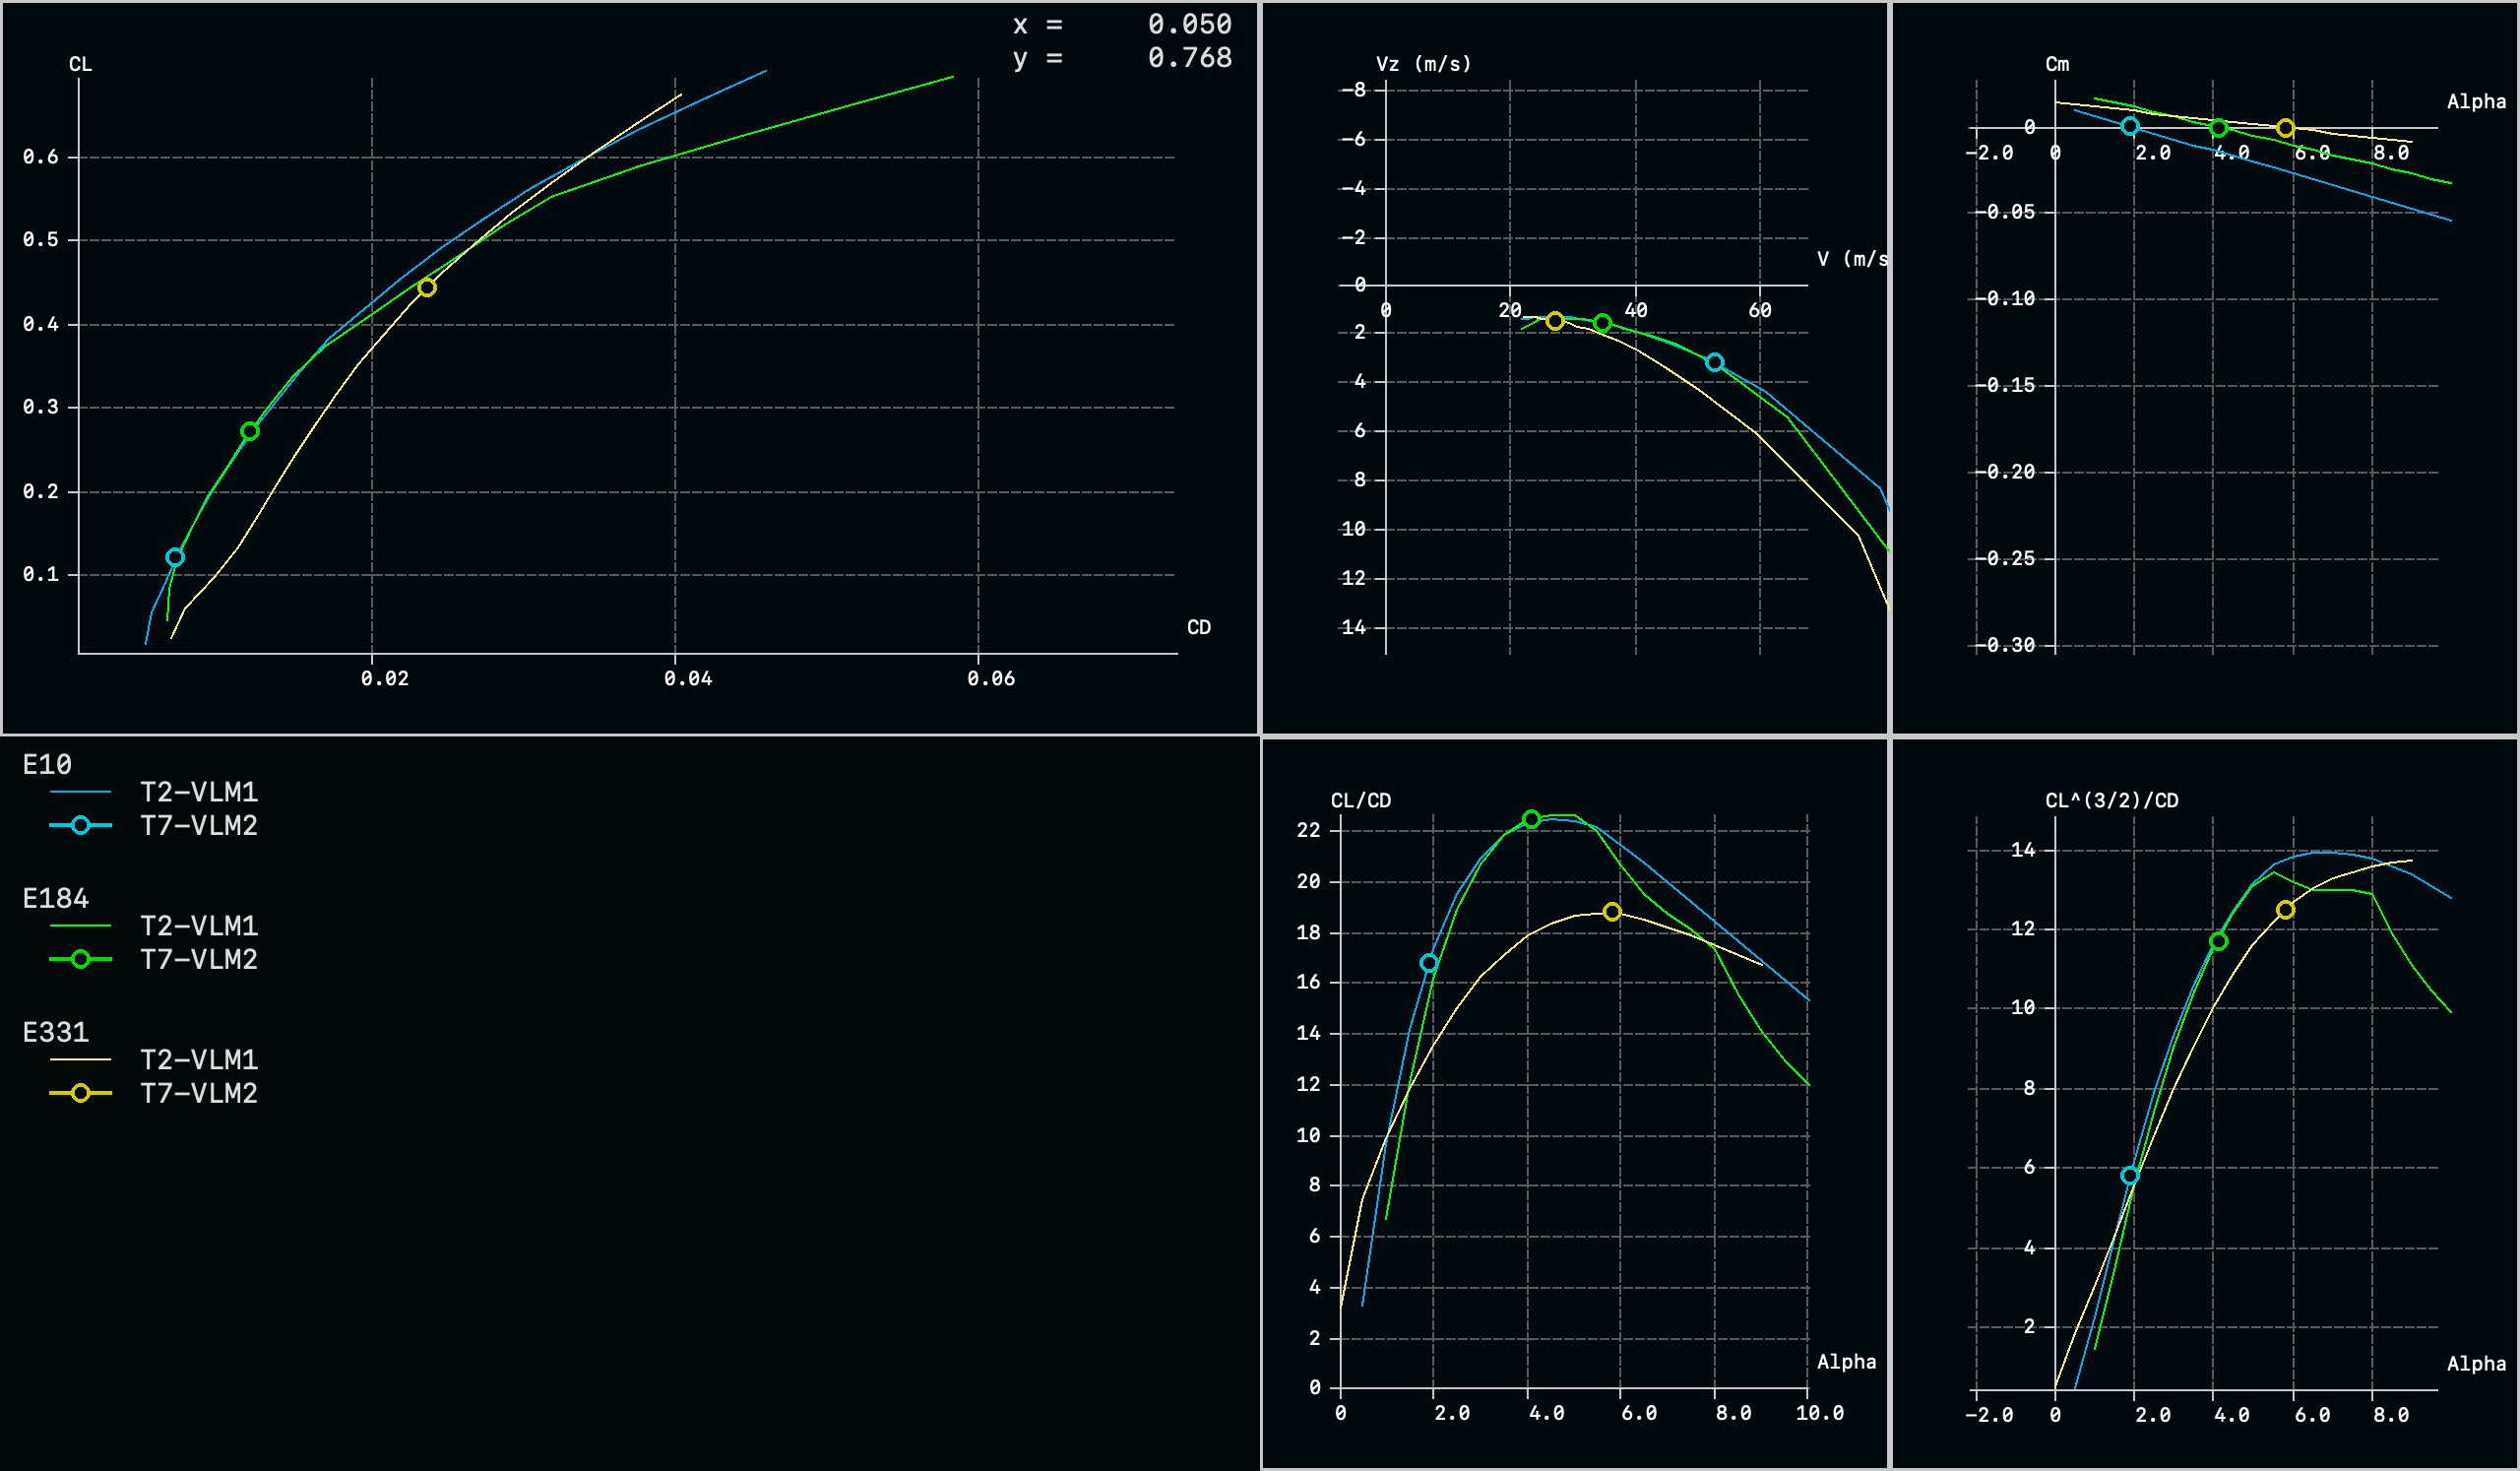 x = 0.050
y = 0.768
CL
0.6
0.5
0.4
0.3
0.2
0.1
CD
0.02 0.04 0.06
Vz (m/s)
-8
-6
-4
-2
V (m/s
0
0 20 40 60
2
4
6
8
10
12
14
Cm
Alpha
0
-2.0 0 2.0 4.0 6.0 8.0
-0.05
-0.10
-0.15
-0.20
-0.25
-0.30
E10
T2-VLM1
T7-VLM2
E184
T2-VLM1
T7-VLM2
E331
T2-VLM1
T7-VLM2
CL/CD
22
20
18
16
14
12
10
8
6
4
2
Alpha
0
0 2.0 4.0 6.0 8.0 10.0
CL^(3/2)/CD
14
12
10
8
6
4
2
Alpha
-2.0 0 2.0 4.0 6.0 8.0